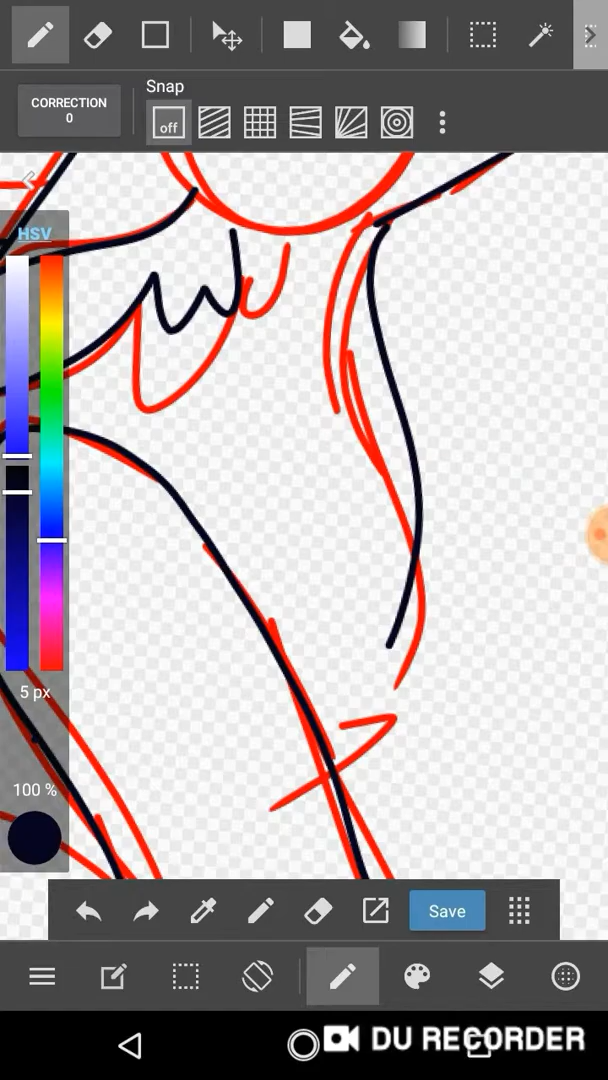 CORRECTION
0
Snap
off
HSV
5 px
100 %
Save
DU RECORDER